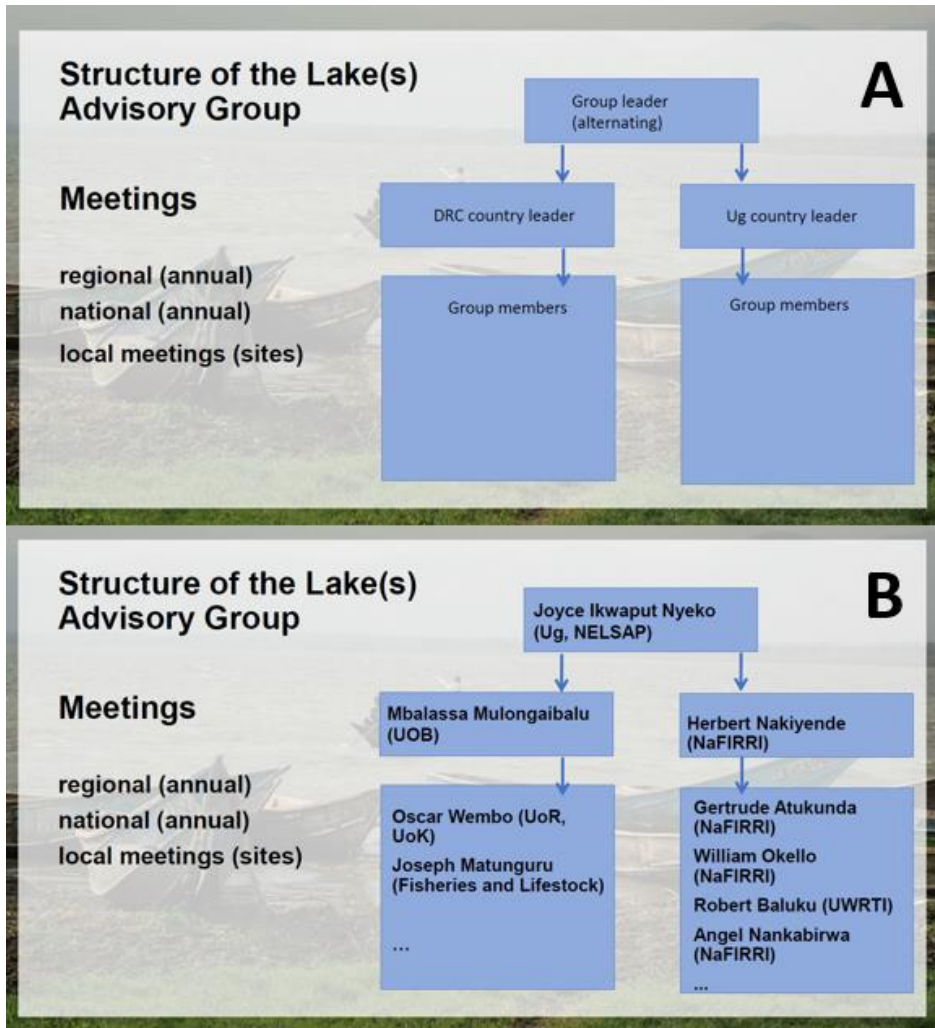 Structure of the Lake(s)
Advisory Group
A
Group leader
(alternating)
Meetings
DRC country leader
Ug country leader
regional (annual)
national (annual)
local meetings (sites)
Group members
Group members
Structure of the Lake(s)
Advisory Group
B
Joyce Ikwaput Nyeko
(Ug, NELSAP)
Meetings
Mbalassa Mulongaibalu
(UOB)
Herbert Nakiyende
(NaFIRRI)
regional (annual)
national (annual)
local meetings (sites)
Oscar Wembo (UoR,
UoK)
Joseph Matunguru
(Fisheries and Lifestock)
...
Gertrude Atukunda
(NaFIRRI)
William Okello
(NaFIRRI)
Robert Baluku (UWRTI)
Angel Nankabirwa
(NaFIRRI)
...